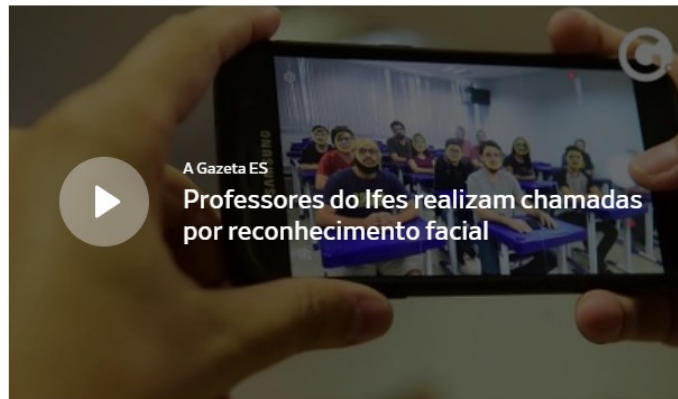 SAMSUNG
A Gazeta ES
Professores do Ifes realizam chamadas
por reconhecimento facial